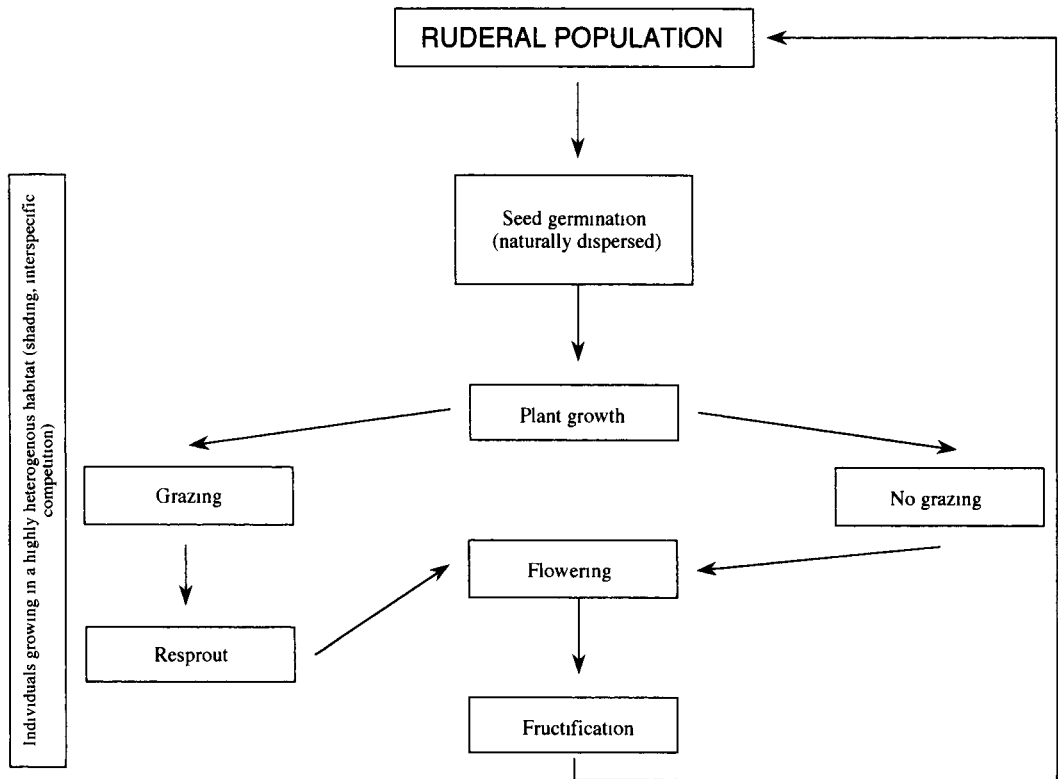 RUDERAL POPULATION
Seed germination
(naturally dispersed)
Plant growth
Grazing
No grazing
Flowering
Resprout
Fructification
Individuals growing in a highly heterogenous habitat (shading, interspecific
competition)